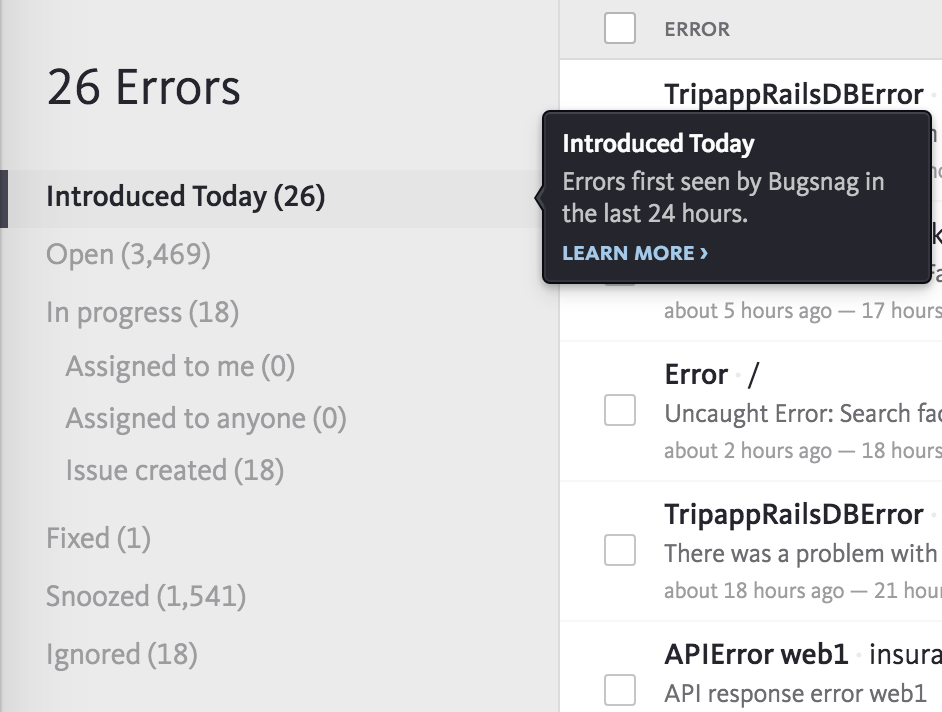 26 Errors
Introduced Today (26)
Open (3,469)
In progress (18)
Assigned to me (0)
Assigned to anyone (0)
Issue created (18)
Fixed (1)
Snoozed (1,541)
Ignored (18)
ERROR
TripappRailsDBError ·
Introduced Today
Errors first seen by Bugsnag in
the last 24 hours.
LEARN MORE ›
about 5 hours ago — 17 hours
Error · /
Uncaught Error: Search
about 2 hours ago — 18 hours
TripappRailsDBError ·
There was a problem with
about 18 hours ago — 21
APIError web1 ·
API response error web1